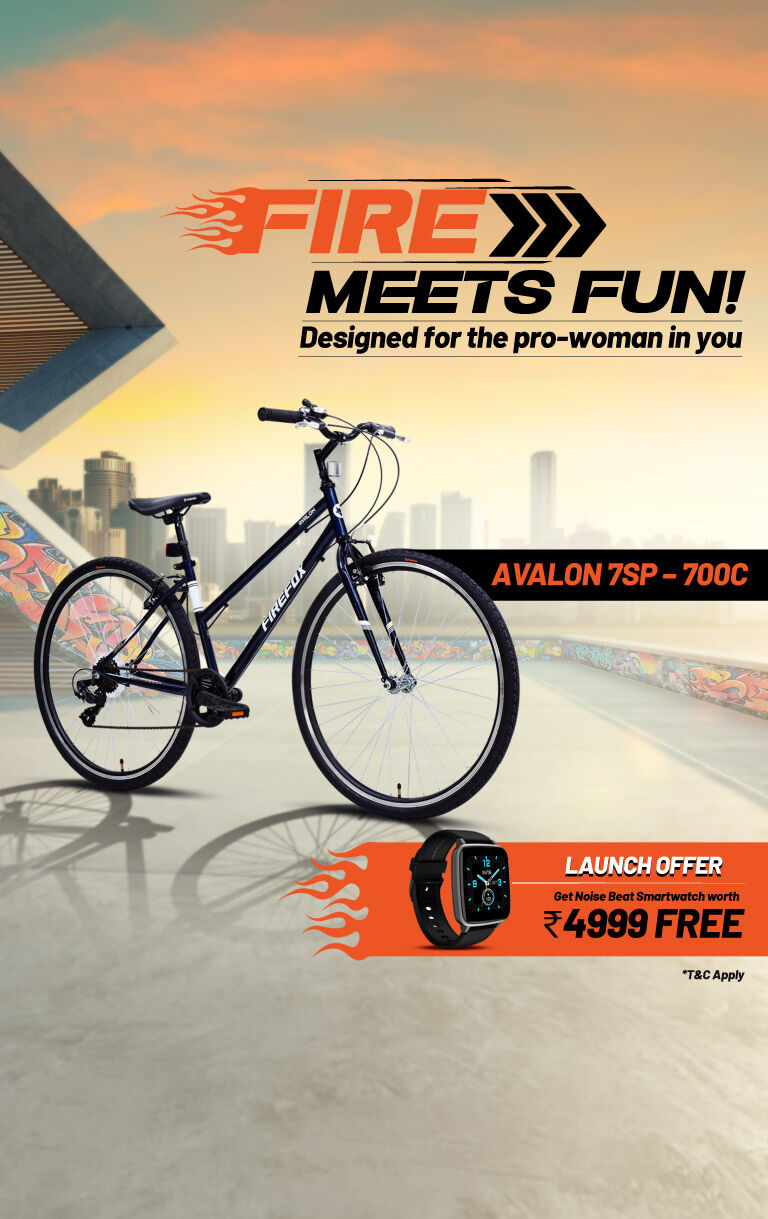 FIRE
MEETS FUN!
Designed for the pro-woman in you
AVALON
FIREFOX
AVALON 7SP – 700C
LAUNCH OFFER
Get Noise Beat Smartwatch worth
₹4999 FREE
*T&C Apply